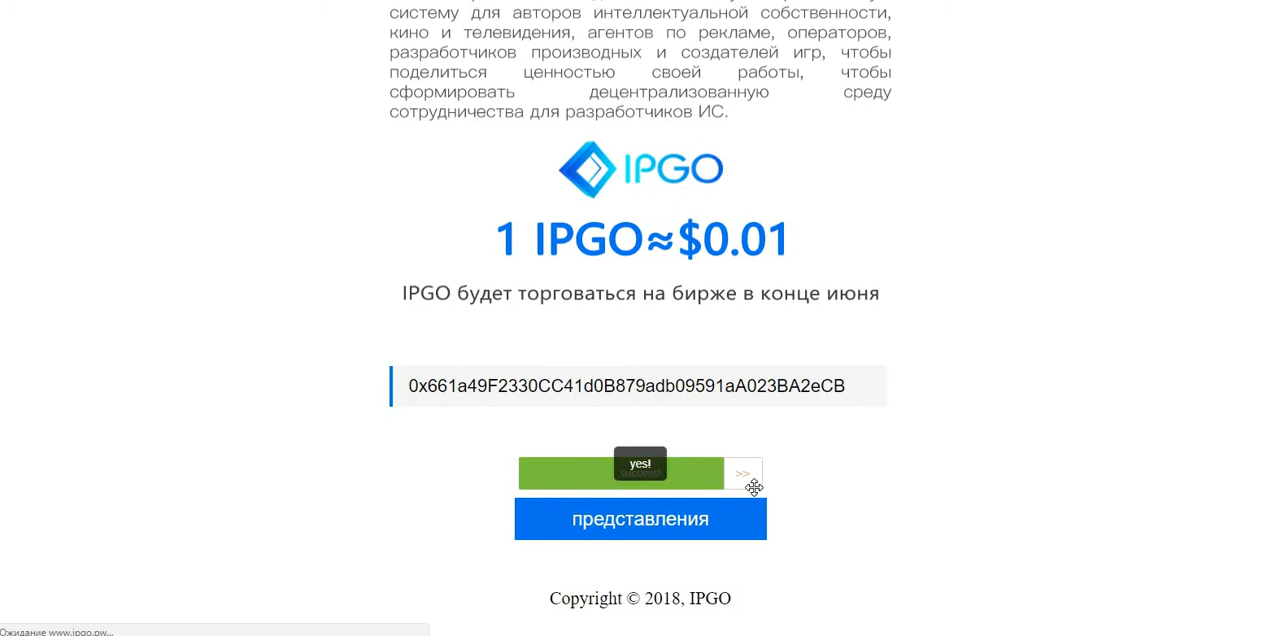 систему для авторов интеллектуальной собственности,
кино и телевидения, агентов по рекламе, операторов,
разработчиков производных и создателей игр, чтобы
поделиться ценностью своей работы, чтобы
сформировать децентрализованную среду
сотрудничества для разработчиков ИС.
IPGO
1 IPGO≈$0.01
IPGO будет торговаться на бирже в конце июня
0x661a49F2330CC41d0B879adb09591aA023BA2eCB
yes!
success!
>>
представления
Copyright © 2018, IPGO
Ожидание www.ipgo.pw...